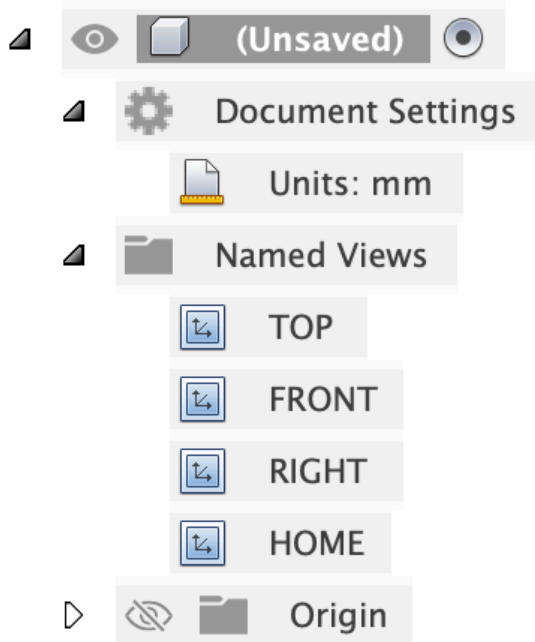 (Unsaved)
Document Settings
Units: mm
Named Views
TOP
FRONT
RIGHT
HOME
Origin